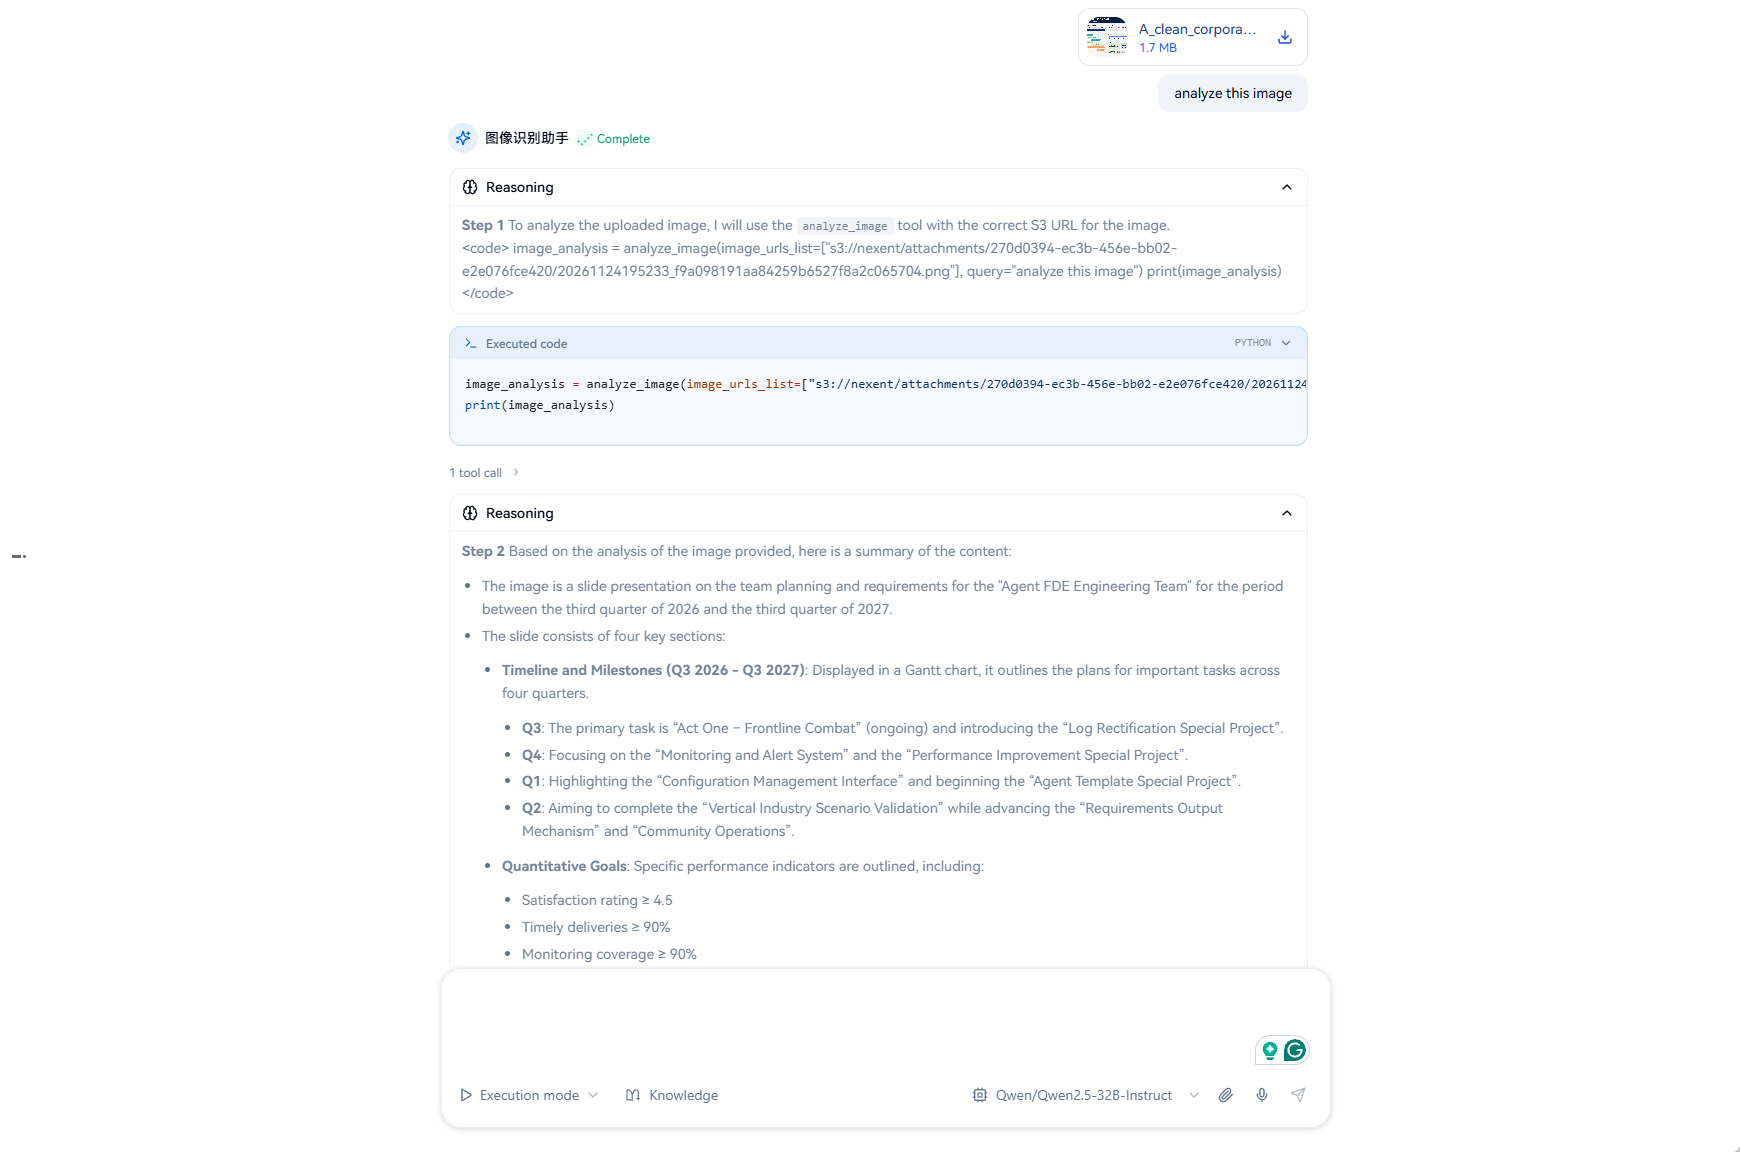 A_clean_corpora...
1.7 MB
analyze this image
图像识别助手 Complete
Reasoning
Step 1 To analyze the uploaded image, I will use the analyze_image tool with the correct S3 URL for the image.
<code> image_analysis = analyze_image(image_urls_list=["s3://nexent/attachments/270d0394-ec3b-456e-bb02-
e2e076fce420/20261124195233_f9a098191aa84259b6527f8a2c065704.png"], query="analyze this image") print(image_analysis)
</code>
Executed code PYTHON
image_analysis = analyze_image(image_urls_list=["s3://nexent/attachments/270d0394-ec3b-456e-bb02-e2e076fce420/20261124
print(image_analysis)
1 tool call
Reasoning
Step 2 Based on the analysis of the image provided, here is a summary of the content:
• The image is a slide presentation on the team planning and requirements for the "Agent FDE Engineering Team" for the period
between the third quarter of 2026 and the third quarter of 2027.
• The slide consists of four key sections:
• Timeline and Milestones (Q3 2026 - Q3 2027): Displayed in a Gantt chart, it outlines the plans for important tasks across
four quarters.
• Q3: The primary task is “Act One – Frontline Combat” (ongoing) and introducing the “Log Rectification Special Project”.
• Q4: Focusing on the “Monitoring and Alert System” and the “Performance Improvement Special Project”.
• Q1: Highlighting the “Configuration Management Interface” and beginning the “Agent Template Special Project”.
• Q2: Aiming to complete the “Vertical Industry Scenario Validation” while advancing the “Requirements Output
Mechanism” and “Community Operations”.
• Quantitative Goals: Specific performance indicators are outlined, including:
• Satisfaction rating ≥ 4.5
• Timely deliveries ≥ 90%
• Monitoring coverage ≥ 90%
Execution mode Knowledge Qwen/Qwen2.5-32B-Instruct